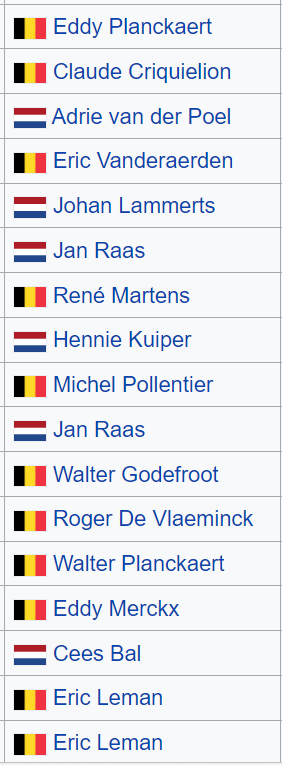 Eddy Planckaert
Claude Criquielion
Adrie van der Poel
Eric Vanderaerden
Johan Lammerts
Jan Raas
René Martens
Hennie Kuiper
Michel Pollentier
Jan Raas
Walter Godefroot
Roger De Vlaeminck
Walter Planckaert
Eddy Merckx
Cees Bal
Eric Leman
Eric Leman